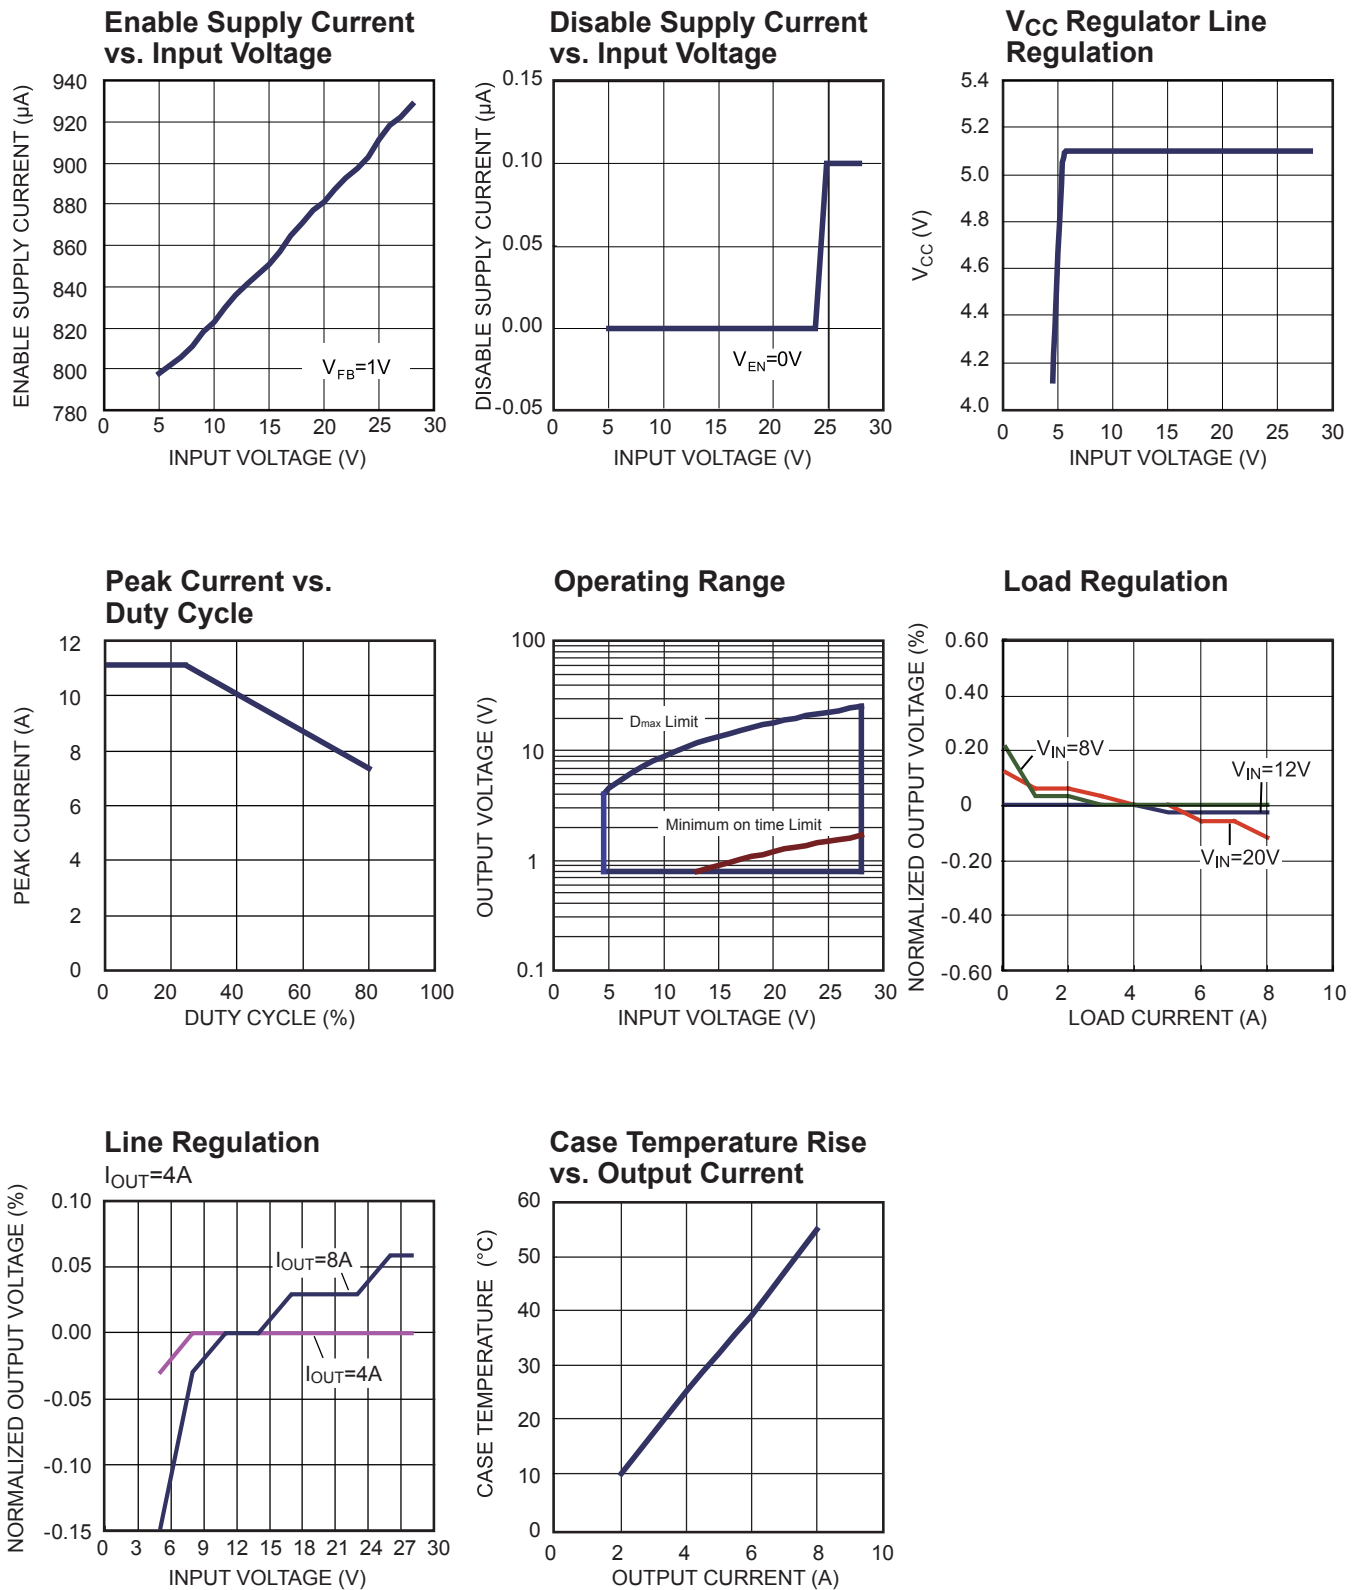 Enable Supply Current
vs. Input Voltage
940
920
900
880
860
840
820
800
780
ENABLE SUPPLY CURRENT (µA)
VFB=1V
0 5 10 15 20 25 30
INPUT VOLTAGE (V)
Disable Supply Current
vs. Input Voltage
0.15
0.10
0.05
0.00
-0.05
DISABLE SUPPLY CURRENT (µA)
VEN=0V
0 5 10 15 20 25 30
INPUT VOLTAGE (V)
VCC Regulator Line
Regulation
5.4
5.2
5.0
4.8
4.6
4.4
4.2
4.0
VCC (V)
0 5 10 15 20 25 30
INPUT VOLTAGE (V)
Peak Current vs.
Duty Cycle
12
10
8
6
4
2
0
PEAK CURRENT (A)
0 20 40 60 80 100
DUTY CYCLE (%)
Operating Range
100
10
1
0.1
OUTPUT VOLTAGE (V)
Dmax Limit
Minimum on time Limit
0 5 10 15 20 25 30
INPUT VOLTAGE (V)
Load Regulation
0.60
0.40
0.20
0
-0.20
-0.40
-0.60
NORMALIZED OUTPUT VOLTAGE (%)
VIN=8V
VIN=12V
VIN=20V
0 2 4 6 8 10
LOAD CURRENT (A)
Line Regulation
IOUT=4A
0.10
0.05
0.00
-0.05
-0.10
-0.15
NORMALIZED OUTPUT VOLTAGE (%)
IOUT=8A
IOUT=4A
0 3 6 9 12 15 18 21 24 27 30
INPUT VOLTAGE (V)
Case Temperature Rise
vs. Output Current
60
50
40
30
20
10
0
CASE TEMPERATURE (°C)
0 2 4 6 8 10
OUTPUT CURRENT (A)